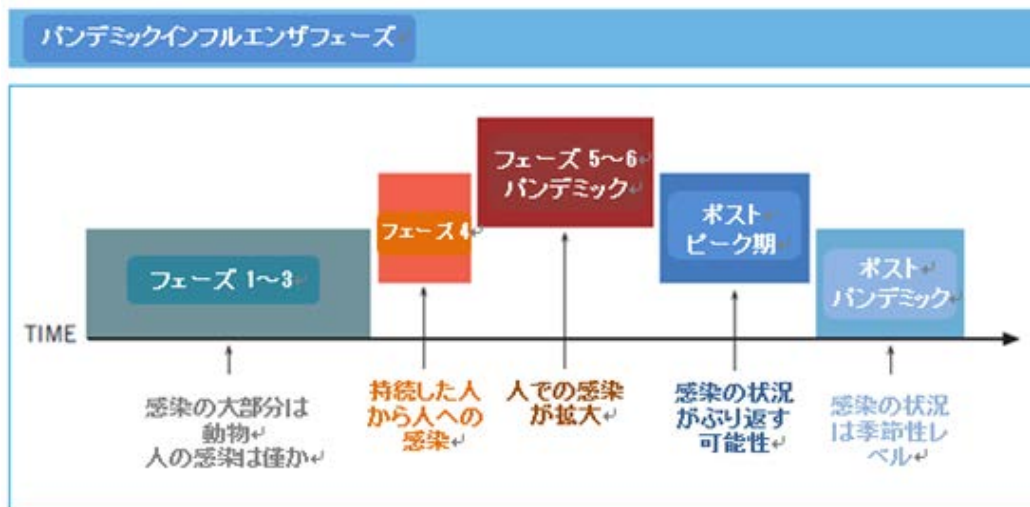 パンデミックインフルエンザフェーズ
フェーズ 5～6
パンデミック
フェーズ 4
ポスト
ピーク期
フェーズ 1～3
ポスト
パンデミック
TIME
感染の大部分は
動物
人の感染は僅か
持続した人
から人への
感染
人での感染
が拡大
感染の状況
がぶり返す
可能性
感染の状況
は季節性レ
ベル